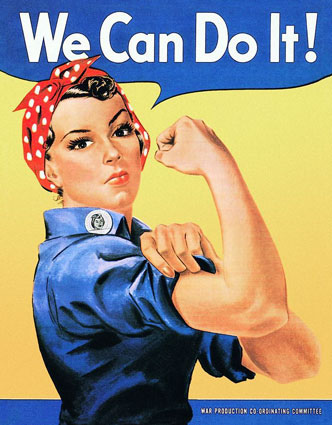 We Can Do It!
WAR PRODUCTION CO-ORDINATING COMMITTEE